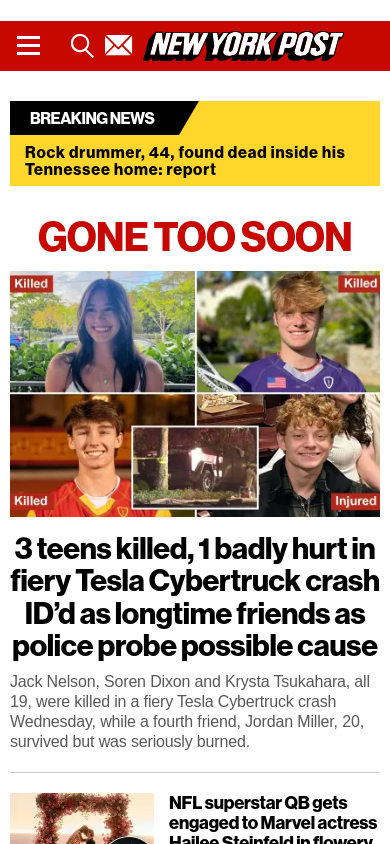 NEW YORK POST
BREAKING NEWS
Rock drummer, 44, found dead inside his
Tennessee home: report
GONE TOO SOON
Killed
Killed
Killed
Injured
3 teens killed, 1 badly hurt in
fiery Tesla Cybertruck crash
ID’d as longtime friends as
police probe possible cause
Jack Nelson, Soren Dixon and Krysta Tsukahara, all
19, were killed in a fiery Tesla Cybertruck crash
Wednesday, while a fourth friend, Jordan Miller, 20,
survived but was seriously burned.
NFL superstar QB gets
engaged to Marvel actress
Hailee Steinfeld in flowery